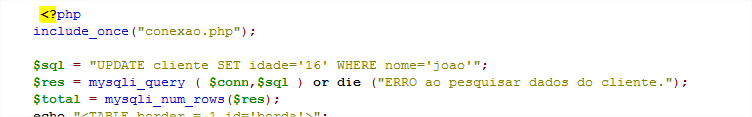 <?php
include_once("conexao.php");
$sql = "UPDATE cliente SET idade='16' WHERE nome='joao'";
$res = mysqli_query ( $conn,$sql ) or die ("ERRO ao pesquisar dados do cliente.");
$total = mysqli_num_rows($res);
echo "<TABLE border = 1 id='borda'>";